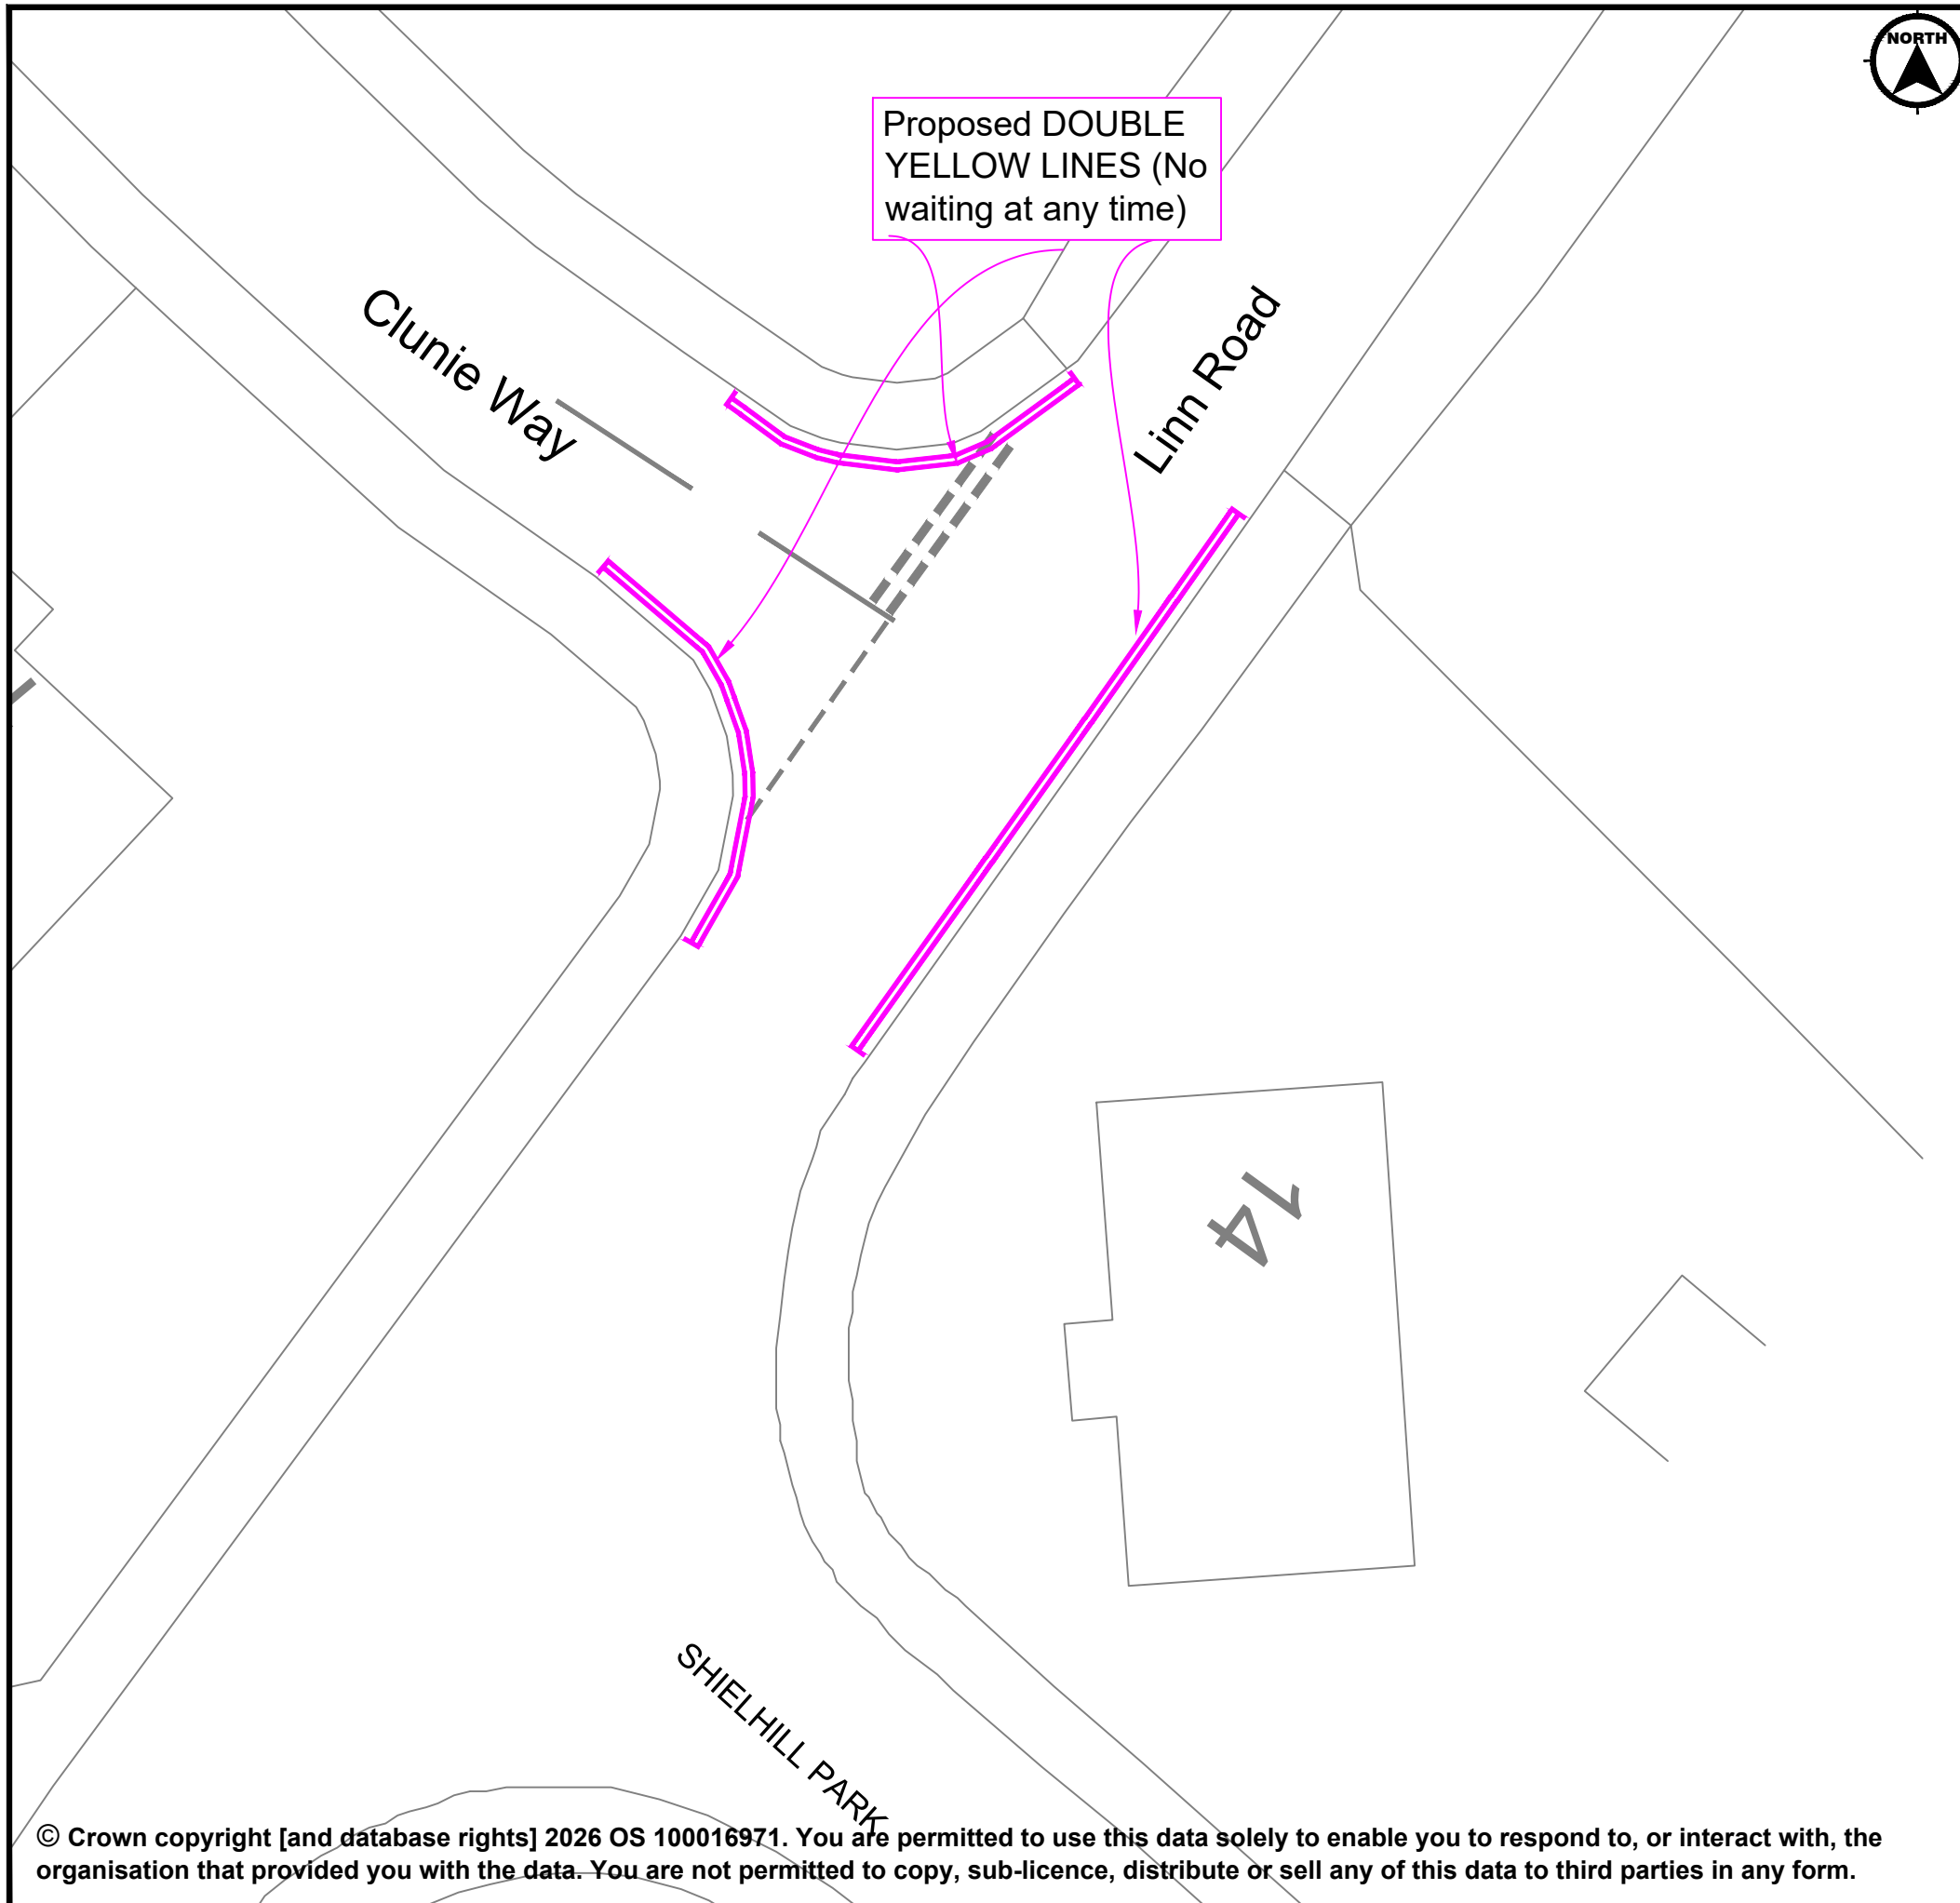 NORTH
Proposed DOUBLE
YELLOW LINES (No
waiting at any time)
Clunie Way
Linn Road
14
SHIELHILL PARK
© Crown copyright [and database rights] 2026 OS 100016971. You are permitted to use this data solely to enable you to respond to, or interact with, the
organisation that provided you with the data. You are not permitted to copy, sub-licence, distribute or sell any of this data to third parties in any form.